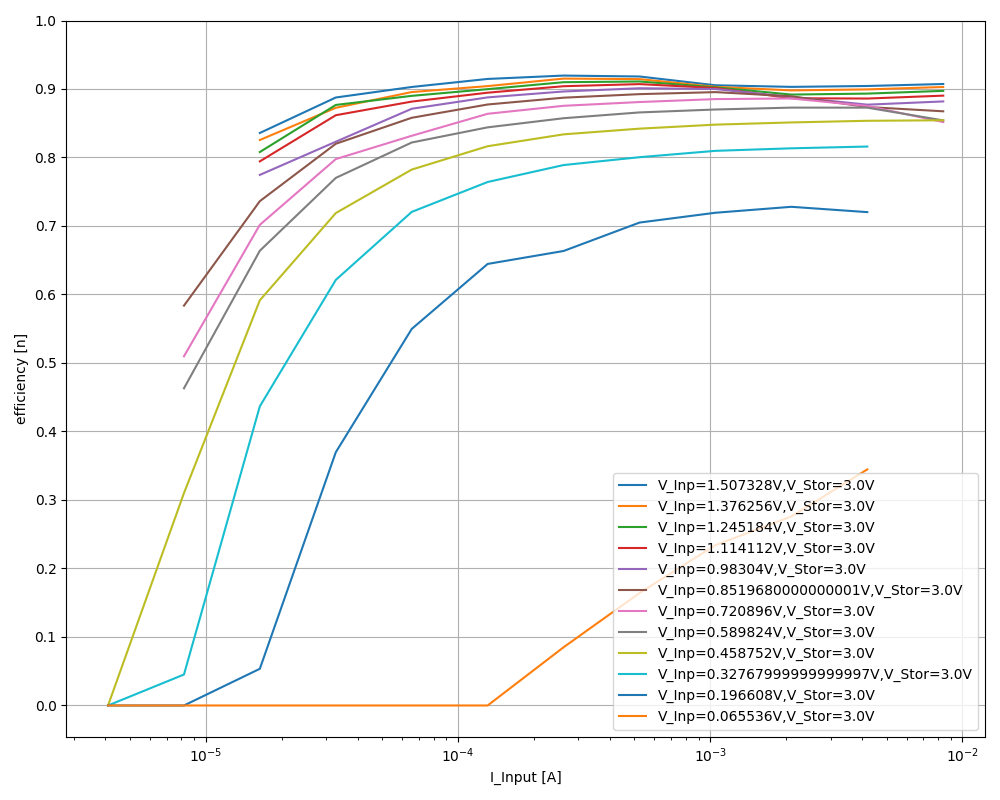 1.0
0.9
0.8
0.7
0.6
0.5
0.4
0.3
0.2
0.1
0.0
efficiency [n]
V_Inp=1.507328V,V_Stor=3.0V
V_Inp=1.376256V,V_Stor=3.0V
V_Inp=1.245184V,V_Stor=3.0V
V_Inp=1.114112V,V_Stor=3.0V
V_Inp=0.98304V,V_Stor=3.0V
V_Inp=0.8519680000000001V,V_Stor=3.0V
V_Inp=0.720896V,V_Stor=3.0V
V_Inp=0.589824V,V_Stor=3.0V
V_Inp=0.458752V,V_Stor=3.0V
V_Inp=0.32767999999999997V,V_Stor=3.0V
V_Inp=0.196608V,V_Stor=3.0V
V_Inp=0.065536V,V_Stor=3.0V
10⁻⁵ 10⁻⁴ 10⁻³ 10⁻²
I_Input [A]